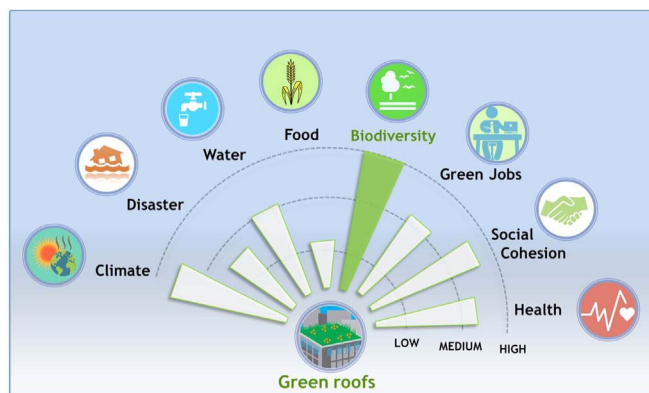 Food
Biodiversity
Water
Green Jobs
Disaster
Social
Cohesion
Climate
Health
LOW
MEDIUM
HIGH
Green roofs